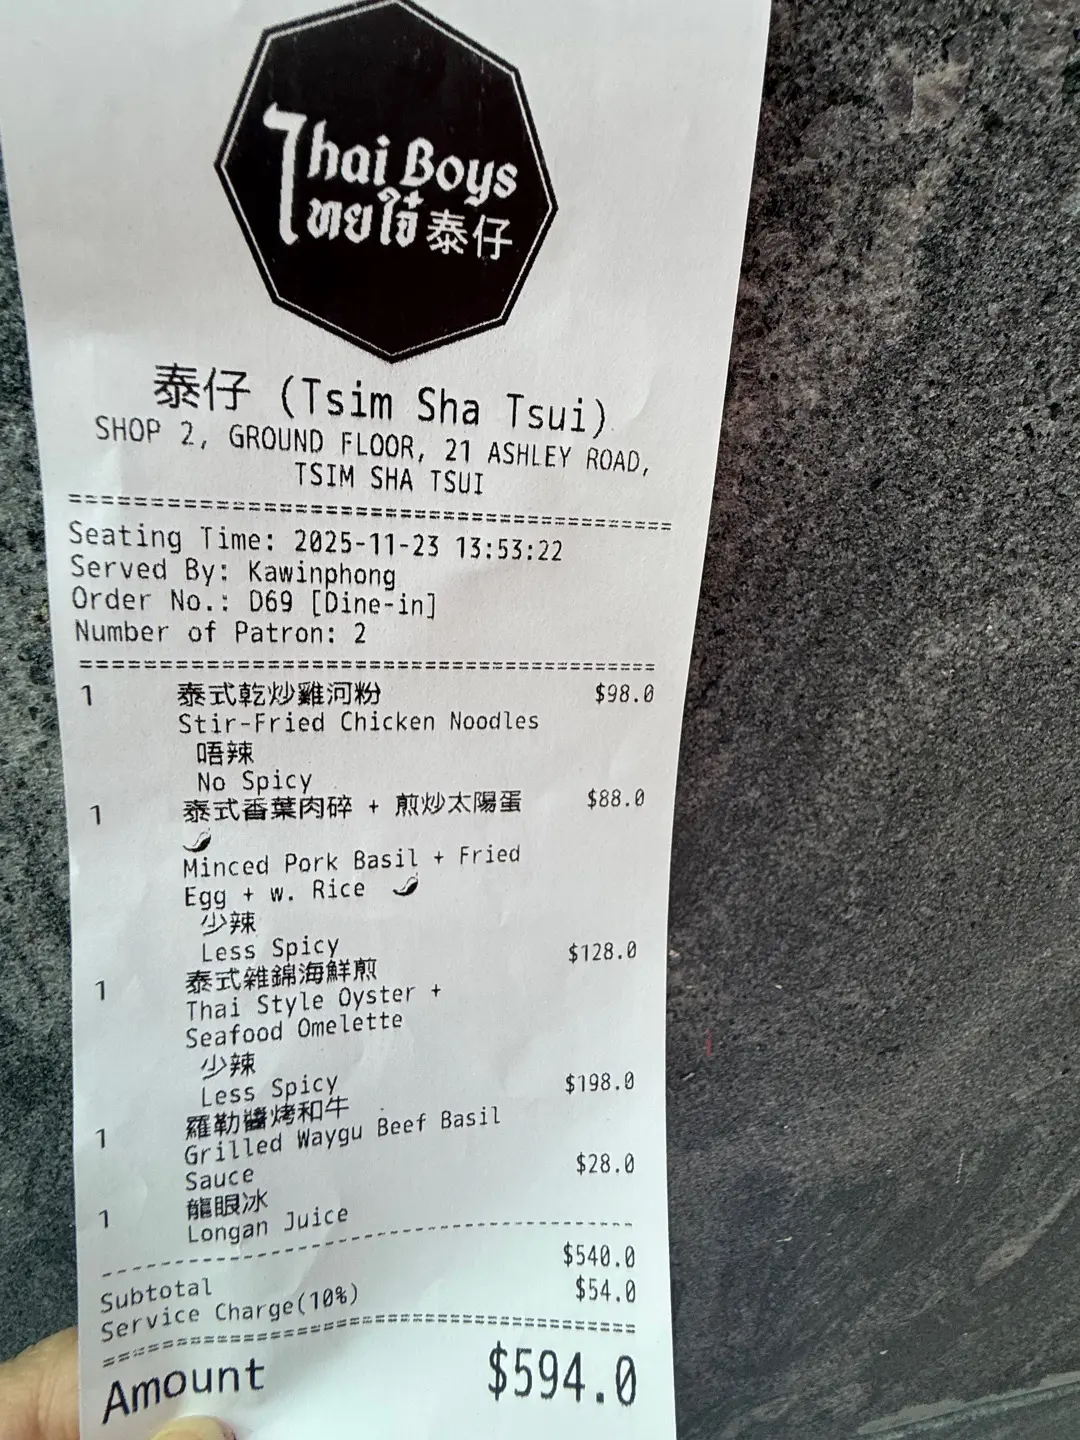 Thai Boys
ไทยใจ๋ 泰仔
泰仔 (Tsim Sha Tsui)
SHOP 2, GROUND FLOOR, 21 ASHLEY ROAD,
TSIM SHA TSUI
==========================================
Seating Time: 2025-11-23 13:53:22
Served By: Kawinphong
Order No.: D69 [Dine-in]
Number of Patron: 2
==========================================
1 泰式乾炒雞河粉 $98.0
Stir-Fried Chicken Noodles
唔辣
No Spicy
1 泰式香葉肉碎 + 煎炒太陽蛋 $88.0
🌶
Minced Pork Basil + Fried
Egg + w. Rice 🌶
少辣
Less Spicy
1 泰式雜錦海鮮煎 $128.0
Thai Style Oyster +
Seafood Omelette
少辣
Less Spicy
1 羅勒醬烤和牛 $198.0
Grilled Waygu Beef Basil
Sauce
1 龍眼冰 $28.0
Longan Juice
------------------------------------------
Subtotal $540.0
Service Charge(10%) $54.0
==========================================
Amount $594.0